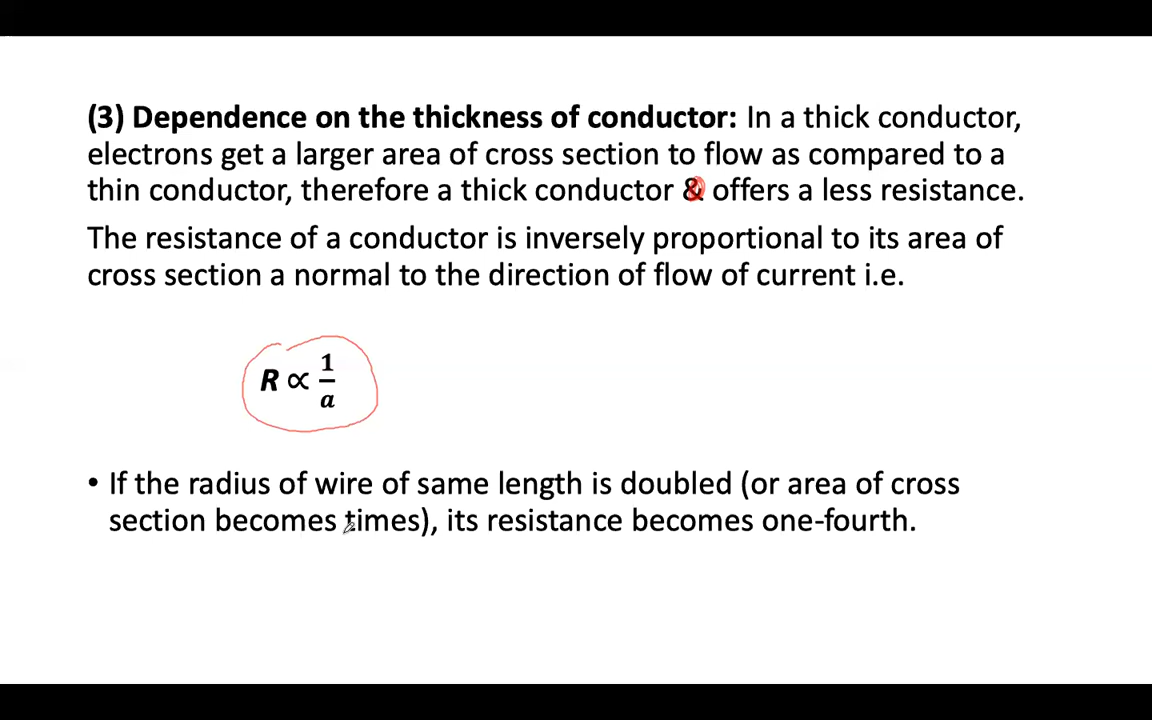 (3) Dependence on the thickness of conductor: In a thick conductor,
electrons get a larger area of cross section to flow as compared to a
thin conductor, therefore a thick conductor & offers a less resistance.
The resistance of a conductor is inversely proportional to its area of
cross section a normal to the direction of flow of current i.e.
R ∝ 1/a
• If the radius of wire of same length is doubled (or area of cross
section becomes times), its resistance becomes one-fourth.